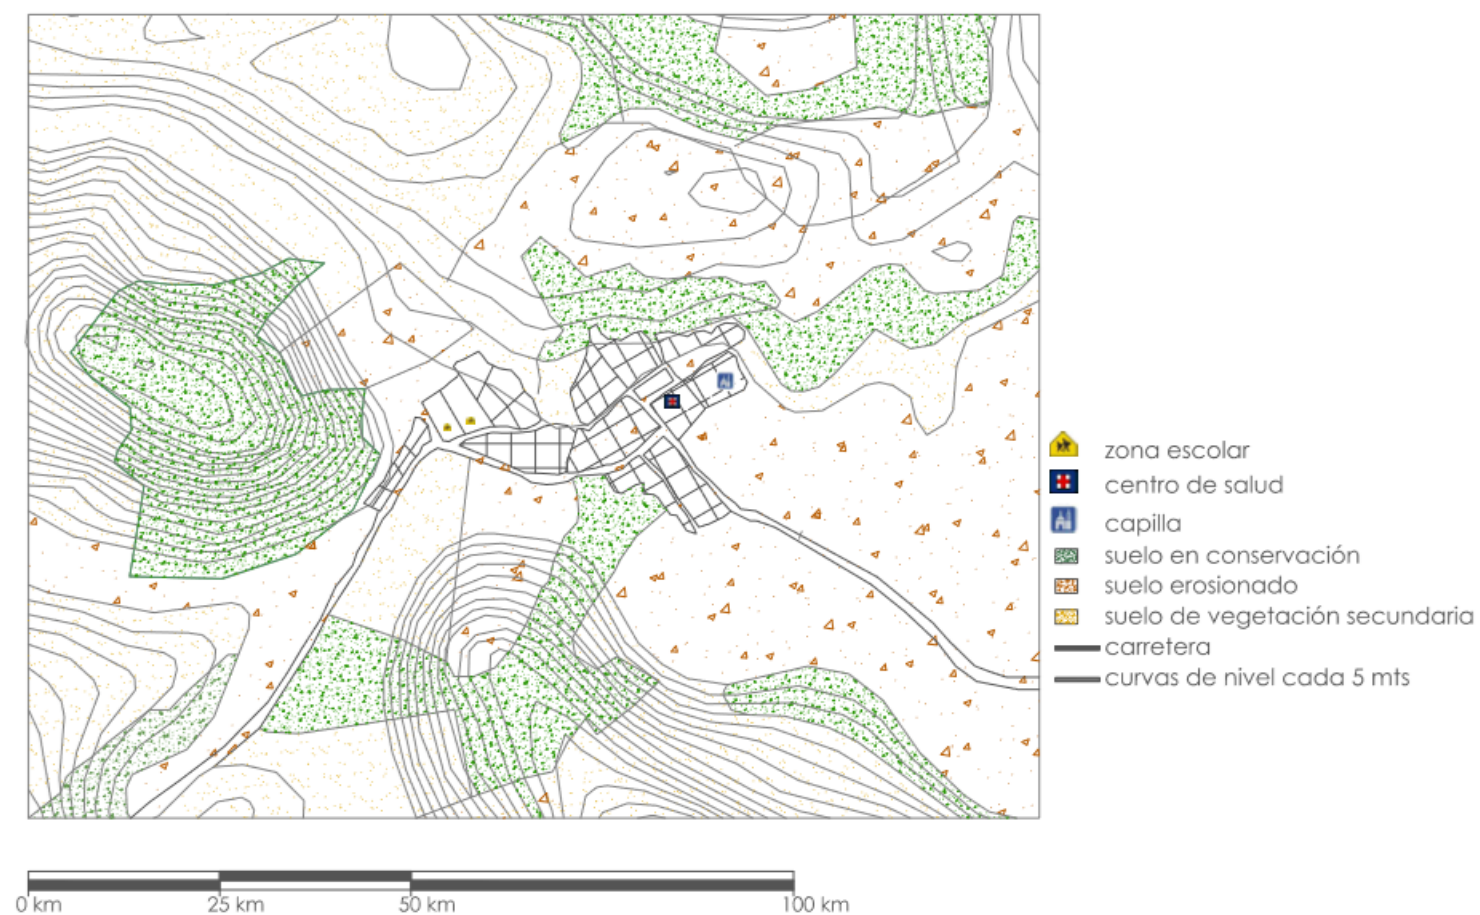 zona escolar
centro de salud
capilla
suelo en conservación
suelo erosionado
suelo de vegetación secundaria
carretera
curvas de nivel cada 5 mts
0 km 25 km 50 km 100 km